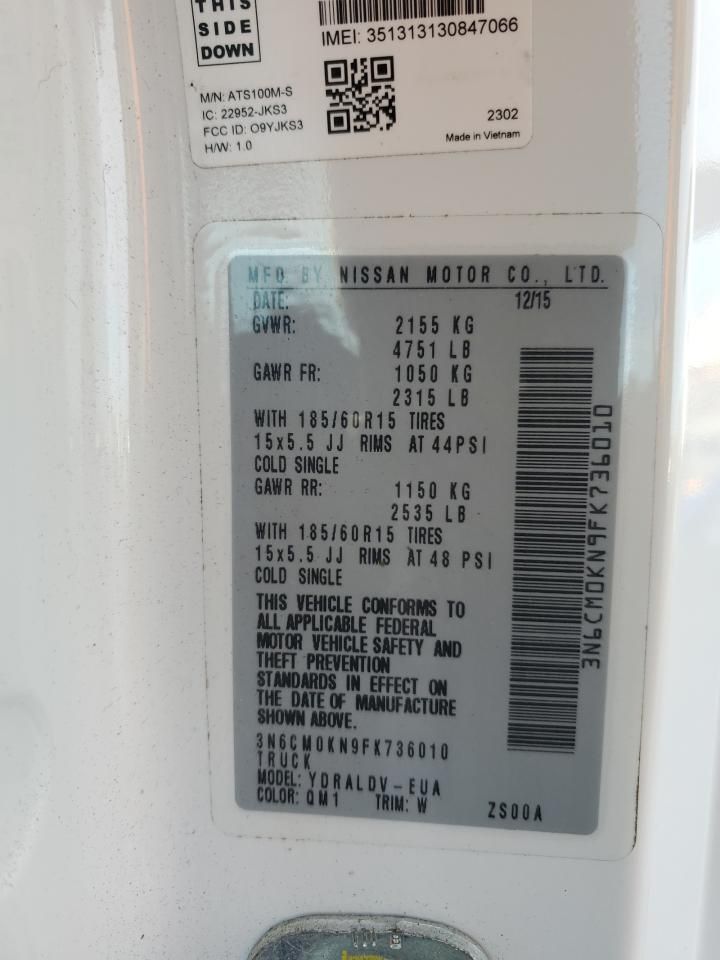 THIS
SIDE
DOWN
IMEI: 351313130847066
M/N: ATS100M-S
IC: 22952-JKS3
FCC ID: O9YJKS3
H/W: 1.0
2302
Made in Vietnam
MFD BY NISSAN MOTOR CO., LTD.
DATE: 12/15
GVWR: 2155 KG
4751 LB
GAWR FR: 1050 KG
2315 LB
WITH 185/60R15 TIRES
15x5.5 JJ RIMS AT 44PSI
COLD SINGLE
GAWR RR: 1150 KG
2535 LB
WITH 185/60R15 TIRES
15x5.5 JJ RIMS AT 48 PSI
COLD SINGLE
THIS VEHICLE CONFORMS TO
ALL APPLICABLE FEDERAL
MOTOR VEHICLE SAFETY AND
THEFT PREVENTION
STANDARDS IN EFFECT ON
THE DATE OF MANUFACTURE
SHOWN ABOVE.
3N6CM0KN9FK736010
TRUCK
MODEL: YDRALDV-EUA
COLOR: QM1 TRIM: W ZS00A
3N6CM0KN9FK736010